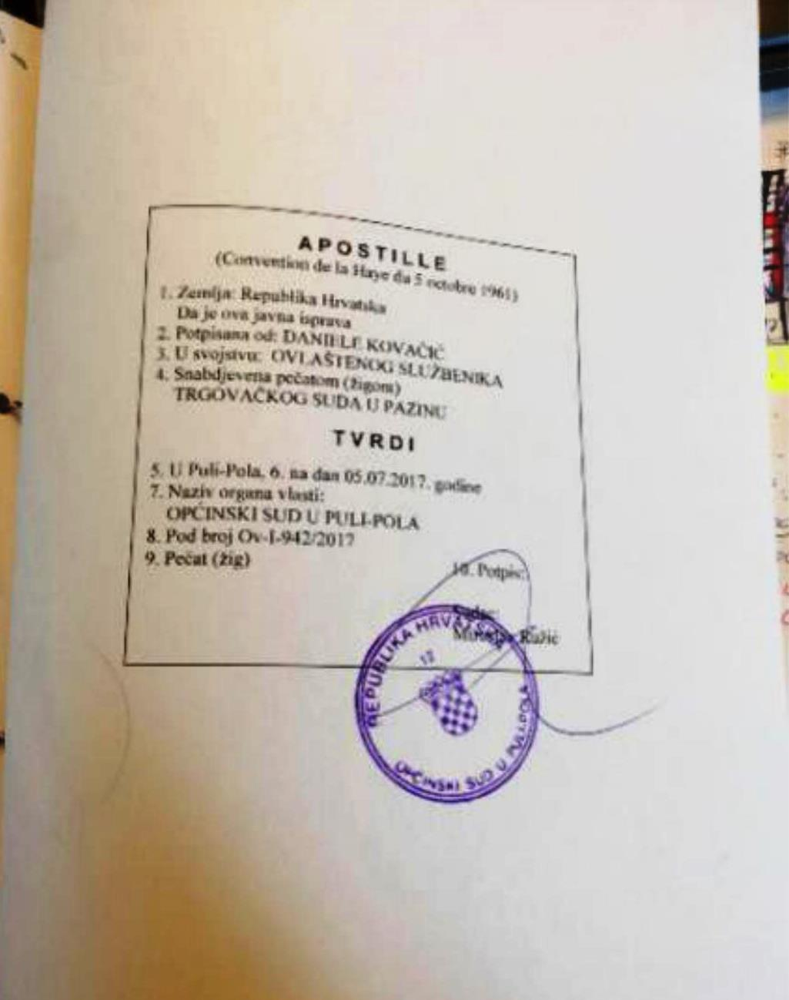 APOSTILLE
(Convention de la Haye du 5 octobre 1961)
1. Zemlja: Republika Hrvatska
Da je ova javna isprava
2. Potpisana od: DANIELE KOVAČIĆ
3. U svojstvu: OVLAŠTENOG SLUŽBENIKA
4. Snabdjevena pečatom (žigom)
TRGOVAČKOG SUDA U PAZINU
TVRDI
5. U Puli-Pola, 6. na dan 05.07.2017. godine
7. Naziv organa vlasti:
OPĆINSKI SUD U PULI-POLA
8. Pod broj Ov-I-942/2017
9. Pečat (žig)
10. Potpis:
Ružić
REPUBLIKA HRVATSKA
12
OPĆINSKI SUD U PULI-POLA